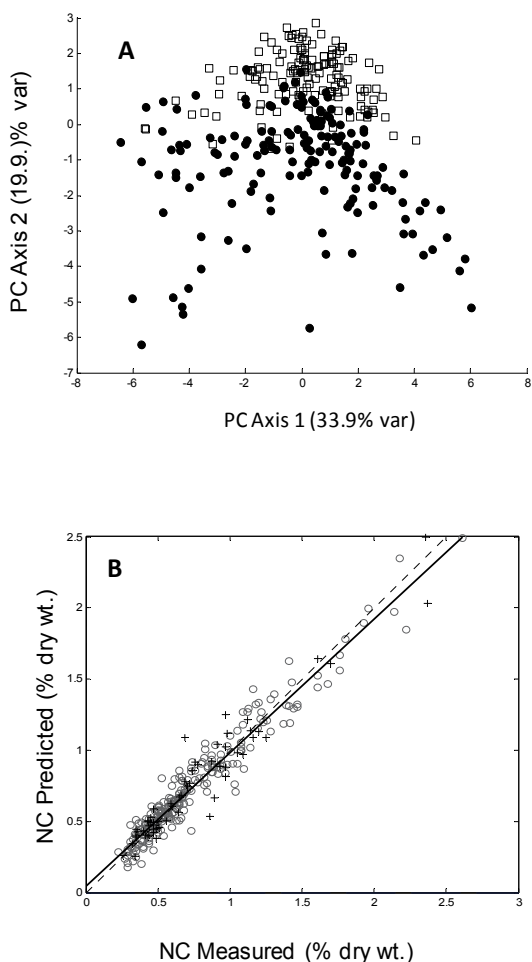 A
3
2
1
0
-1
-2
-3
-4
-5
-6
-7
-8 -6 -4 -2 0 2 4 6 8
PC Axis 2 (19.9.)% var)
PC Axis 1 (33.9% var)
B
2.5
2
1.5
1
0.5
0
0 0.5 1 1.5 2 2.5 3
NC Predicted (% dry wt.)
NC Measured (% dry wt.)